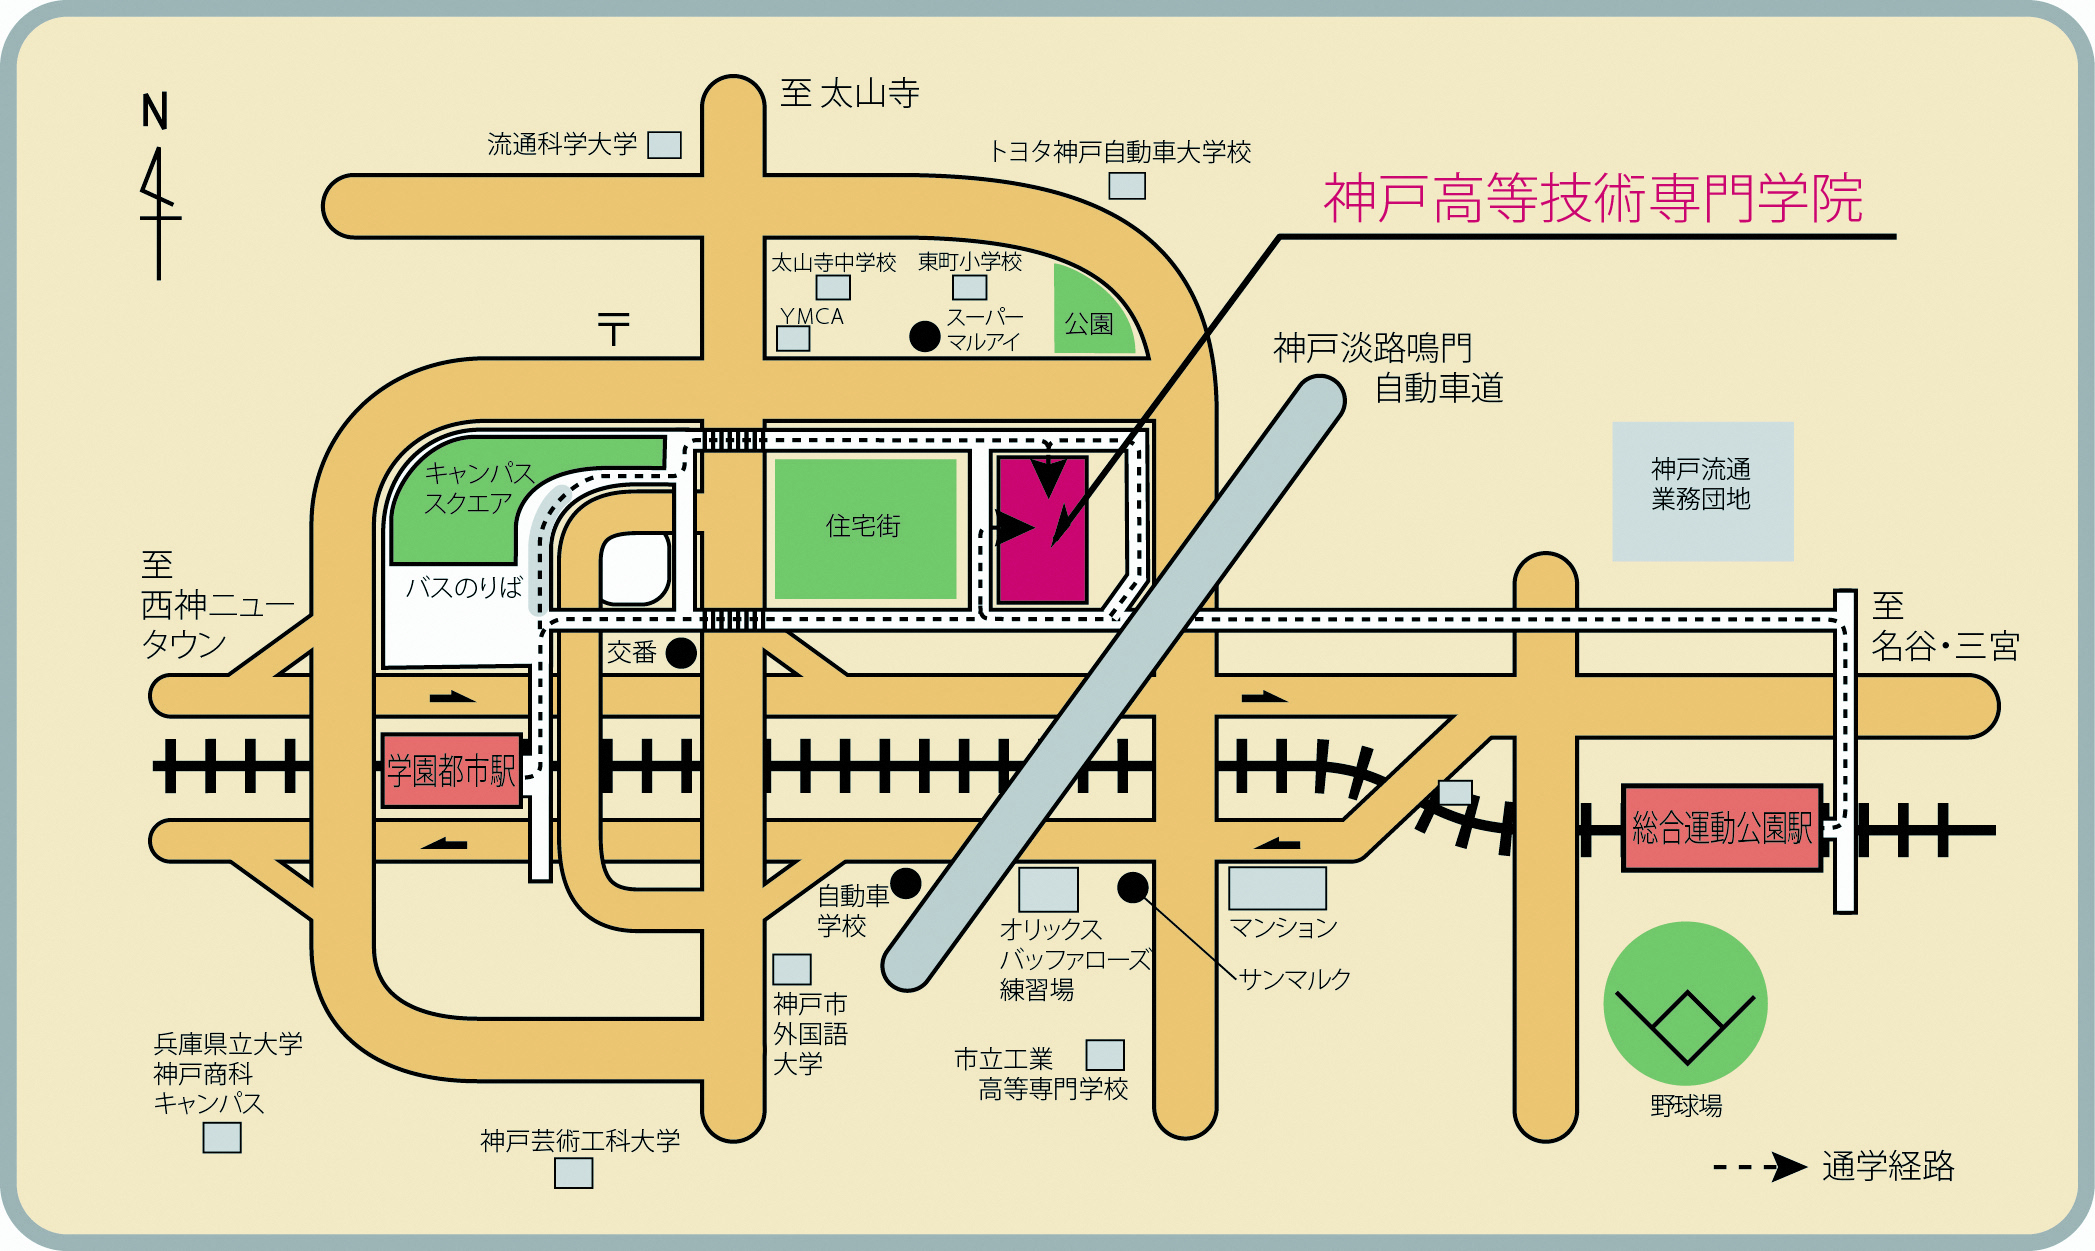 N
至 太山寺
流通科学大学
トヨタ神戸自動車大学校
神戸高等技術専門学院
太山寺中学校
東町小学校
YMCA
スーパー
マルアイ
公園
〒
神戸淡路鳴門
自動車道
キャンパス
スクエア
住宅街
神戸流通
業務団地
バスのりば
至
西神ニュー
タウン
交番
至
名谷・三宮
学園都市駅
総合運動公園駅
自動車
学校
オリックス
バッファローズ
練習場
マンション
サンマルク
神戸市
外国語
大学
兵庫県立大学
神戸商科
キャンパス
市立工業
高等専門学校
神戸芸術工科大学
野球場
通学経路